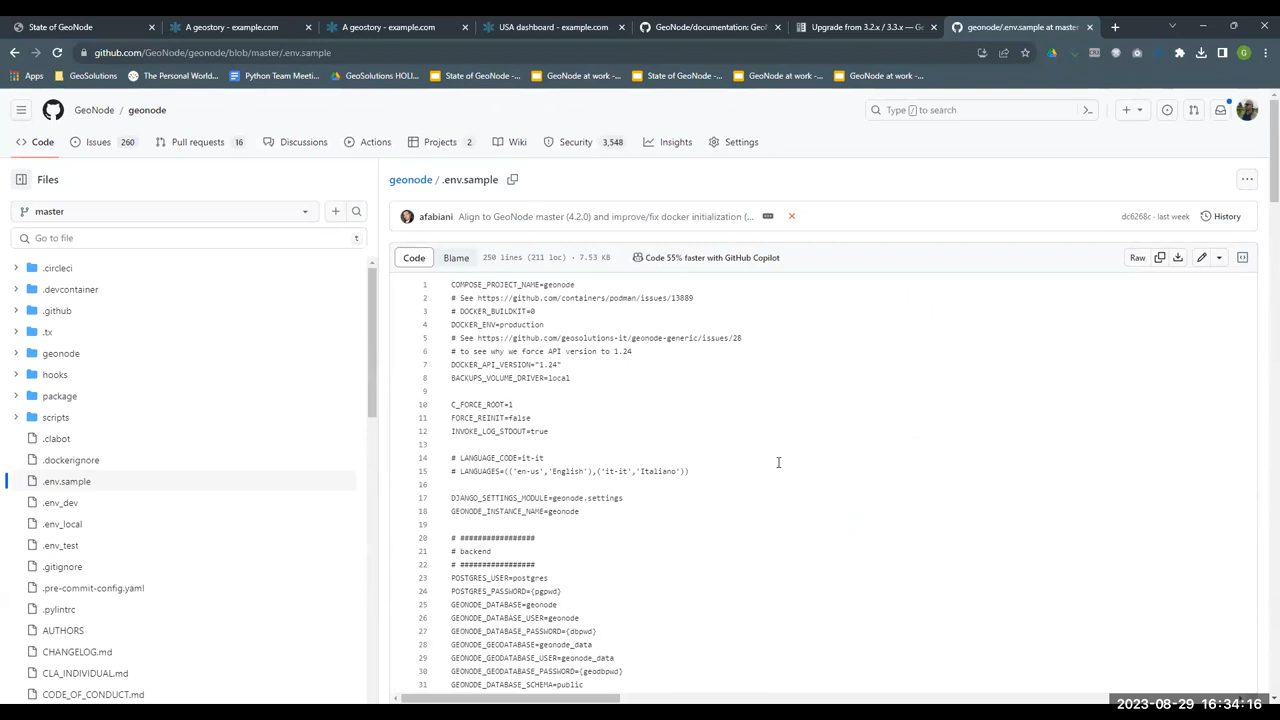 State of GeoNode
A geostory - example.com
A geostory - example.com
USA dashboard - example.com
GeoNode/documentation: GeoN
Upgrade from 3.2.x / 3.3.x —
geonode/.env.sample at master
github.com/GeoNode/geonode/blob/master/.env.sample
Apps
GeoSolutions
The Personal World...
Python Team Meeti...
GeoSolutions HOLI...
State of GeoNode -...
GeoNode at work -...
State of GeoNode -...
GeoNode at work -...
GeoNode at work -...
GeoNode / geonode
Type / to search
Code
Issues 260
Pull requests 16
Discussions
Actions
Projects 2
Wiki
Security 3,548
Insights
Settings
Files
master
Go to file t
.circleci
.devcontainer
.github
.tx
geonode
hooks
package
scripts
.clabot
.dockerignore
.env.sample
.env_dev
.env_local
.env_test
.gitignore
.pre-commit-config.yaml
.pylintrc
AUTHORS
CHANGELOG.md
CLA_INDIVIDUAL.md
CODE_OF_CONDUCT.md
geonode / .env.sample
afabiani Align to GeoNode master (4.2.0) and improve/fix docker initialization (...
dc6268c · last week
History
Code
Blame
250 lines (211 loc) · 7.53 KB
Code 55% faster with GitHub Copilot
Raw
1 COMPOSE_PROJECT_NAME=geonode
2 # See https://github.com/containers/podman/issues/13889
3 # DOCKER_BUILDKIT=0
4 DOCKER_ENV=production
5 # See https://github.com/geosolutions-it/geonode-generic/issues/28
6 # to see why we force API version to 1.24
7 DOCKER_API_VERSION="1.24"
8 BACKUPS_VOLUME_DRIVER=local
9
10 C_FORCE_ROOT=1
11 FORCE_REINIT=false
12 INVOKE_LOG_STDOUT=true
13
14 # LANGUAGE_CODE=it-it
15 # LANGUAGES=(('en-us','English'),('it-it','Italiano'))
16
17 DJANGO_SETTINGS_MODULE=geonode.settings
18 GEONODE_INSTANCE_NAME=geonode
19
20 # #################
21 # backend
22 # #################
23 POSTGRES_USER=postgres
24 POSTGRES_PASSWORD={pgpwd}
25 GEONODE_DATABASE=geonode
26 GEONODE_DATABASE_USER=geonode
27 GEONODE_DATABASE_PASSWORD={dbpwd}
28 GEONODE_GEODATABASE=geonode_data
29 GEONODE_GEODATABASE_USER=geonode_data
30 GEONODE_GEODATABASE_PASSWORD={geodbpwd}
31 GEONODE_DATABASE_SCHEMA=public
2023-08-29 16:34:16